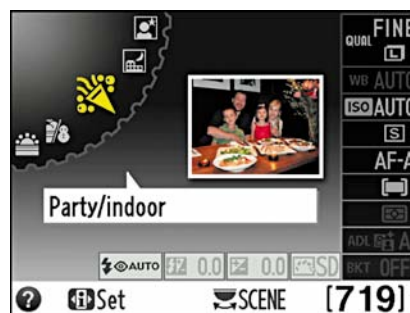 QUAL FINE
L
WB AUTO
ISO AUTO
S
AF-A
Party/indoor
ADL A
AUTO 0.0 0.0 SD BKT OFF
? i Set SCENE [719]